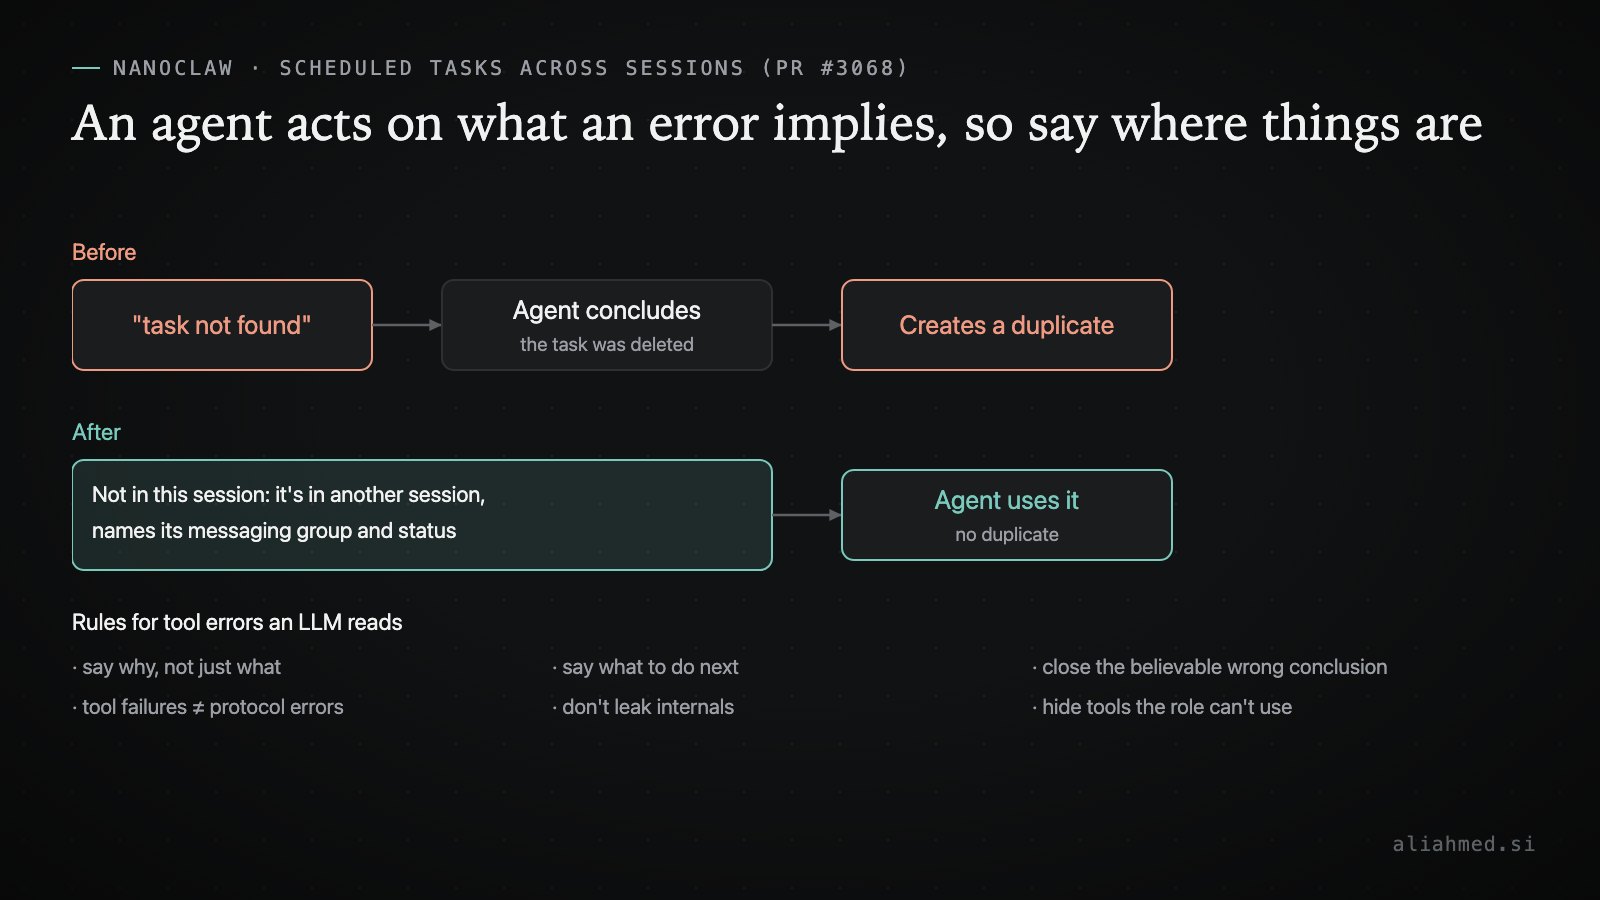 NANOCLAW · SCHEDULED TASKS ACROSS SESSIONS (PR #3068)
An agent acts on what an error implies, so say where things are
Before
"task not found"
Agent concludes
the task was deleted
Creates a duplicate
After
Not in this session: it's in another session,
names its messaging group and status
Agent uses it
no duplicate
Rules for tool errors an LLM reads
· say why, not just what
· say what to do next
· close the believable wrong conclusion
· tool failures ≠ protocol errors
· don't leak internals
· hide tools the role can't use
aliahmed.si